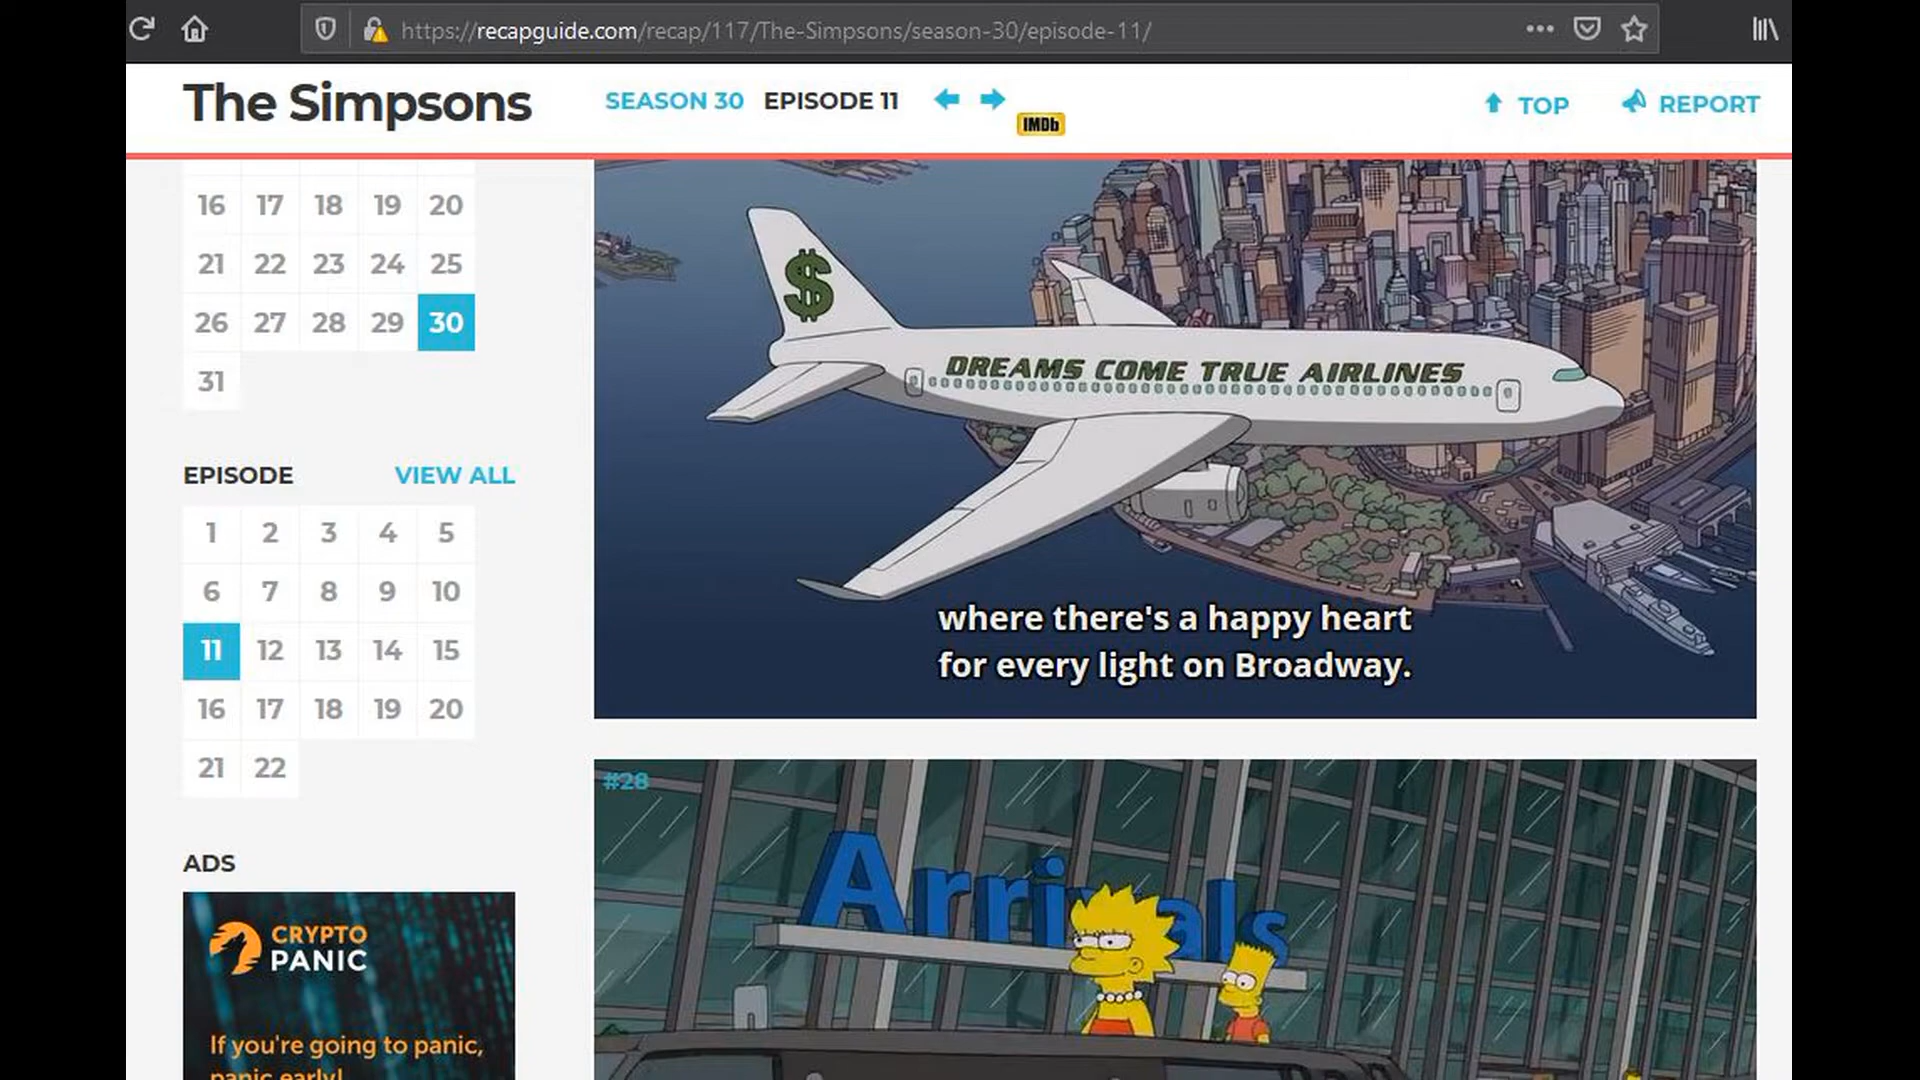 https://recapguide.com/recap/117/The-Simpsons/season-30/episode-11/
The Simpsons SEASON 30 EPISODE 11 IMDb TOP REPORT
16 17 18 19 20
21 22 23 24 25
26 27 28 29 30
31
EPISODE VIEW ALL
1 2 3 4 5
6 7 8 9 10
11 12 13 14 15
16 17 18 19 20
21 22
ADS
CRYPTO
PANIC
If you're going to panic,
panic early!
$
DREAMS COME TRUE AIRLINES
where there's a happy heart
for every light on Broadway.
#28
Arrivals